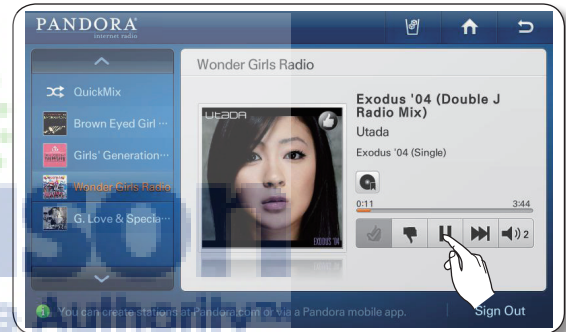 PANDORA®
internet radio
Wonder Girls Radio
QuickMix
Brown Eyed Girl ···
Girls' Generation···
Wonder Girls Radio
G. Love & Specia···
UTADA
EXODUS '04
Exodus '04 (Double J
Radio Mix)
Utada
Exodus '04 (Single)
0:11 3:44
2
You can create stations at Pandora.com or via a Pandora mobile app.
Sign Out